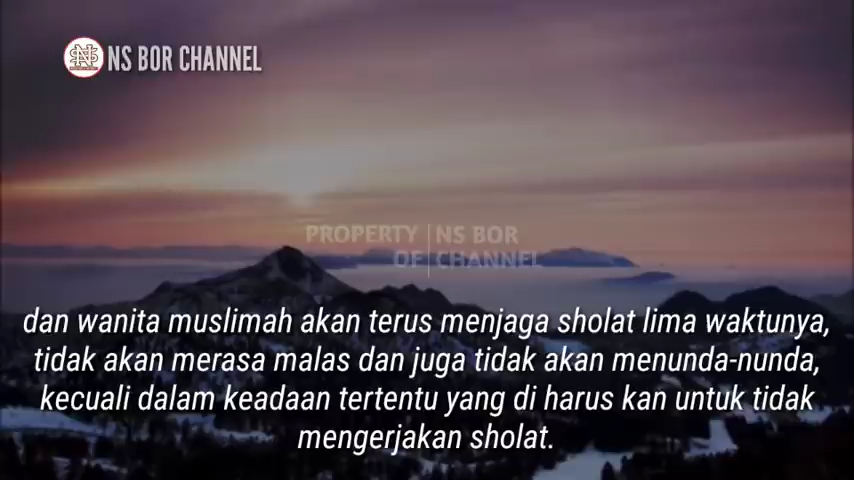 NS BOR CHANNEL
PROPERTY OF NS BOR CHANNEL
dan wanita muslimah akan terus menjaga sholat lima waktunya,
tidak akan merasa malas dan juga tidak akan menunda-nunda,
kecuali dalam keadaan tertentu yang di harus kan untuk tidak
mengerjakan sholat.